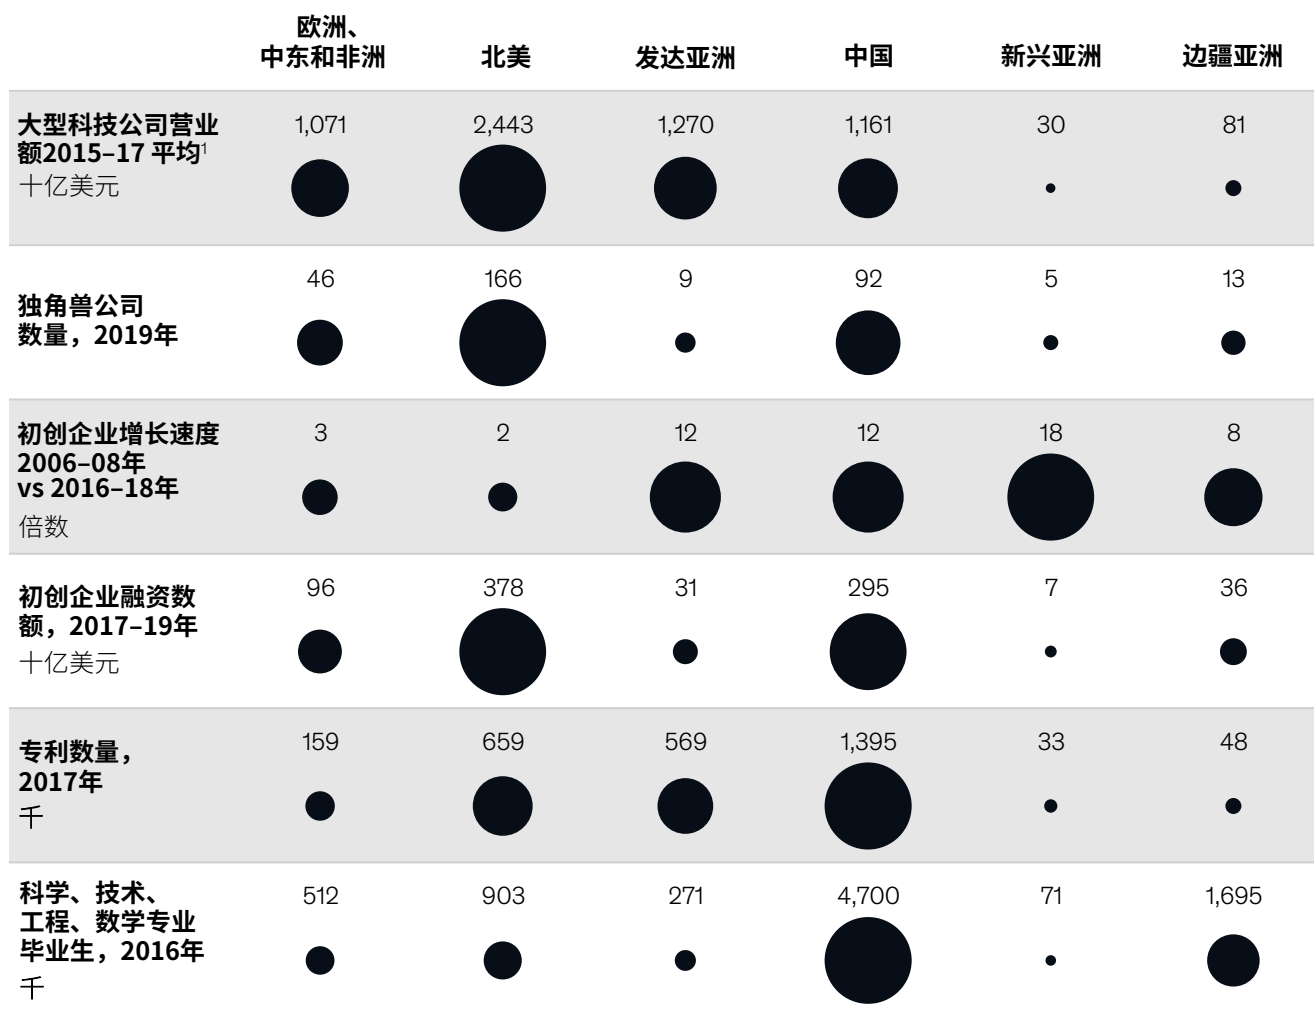 欧洲、
中东和非洲
北美
发达亚洲
中国
新兴亚洲
边疆亚洲
大型科技公司营业
额2015–17 平均1
十亿美元
1,071
2,443
1,270
1,161
30
81
独角兽公司
数量，2019年
46
166
9
92
5
13
初创企业增长速度
2006–08年
vs 2016–18年
倍数
3
2
12
12
18
8
初创企业融资数
额，2017–19年
十亿美元
96
378
31
295
7
36
专利数量，
2017年
千
159
659
569
1,395
33
48
科学、技术、
工程、数学专业
毕业生，2016年
千
512
903
271
4,700
71
1,695